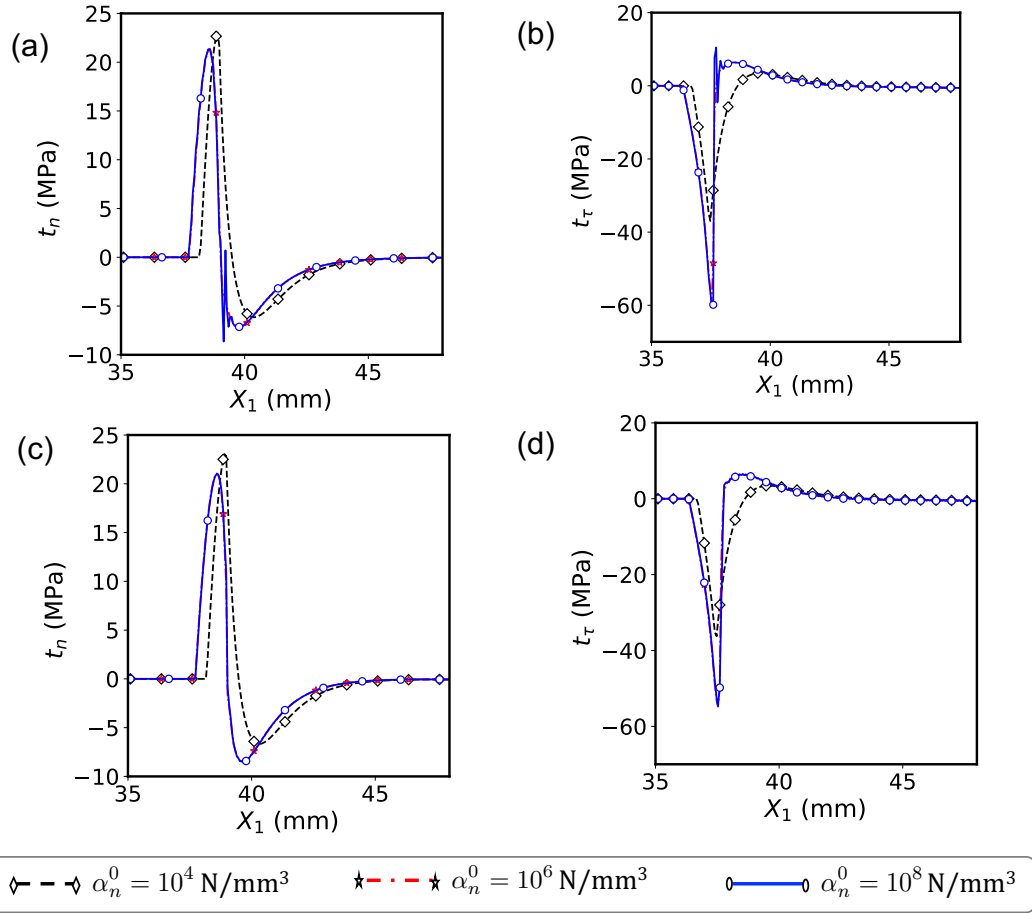 (a)
25
20
15
10
5
0
−5
−10
35 40 45
t_n (MPa)
X_1 (mm)
(b)
20
0
−20
−40
−60
35 40 45
t_τ (MPa)
X_1 (mm)
(c)
25
20
15
10
5
0
−5
−10
35 40 45
t_n (MPa)
X_1 (mm)
(d)
20
0
−20
−40
−60
35 40 45
t_τ (MPa)
X_1 (mm)
α_n^0 = 10^4 N/mm^3 α_n^0 = 10^6 N/mm^3 α_n^0 = 10^8 N/mm^3